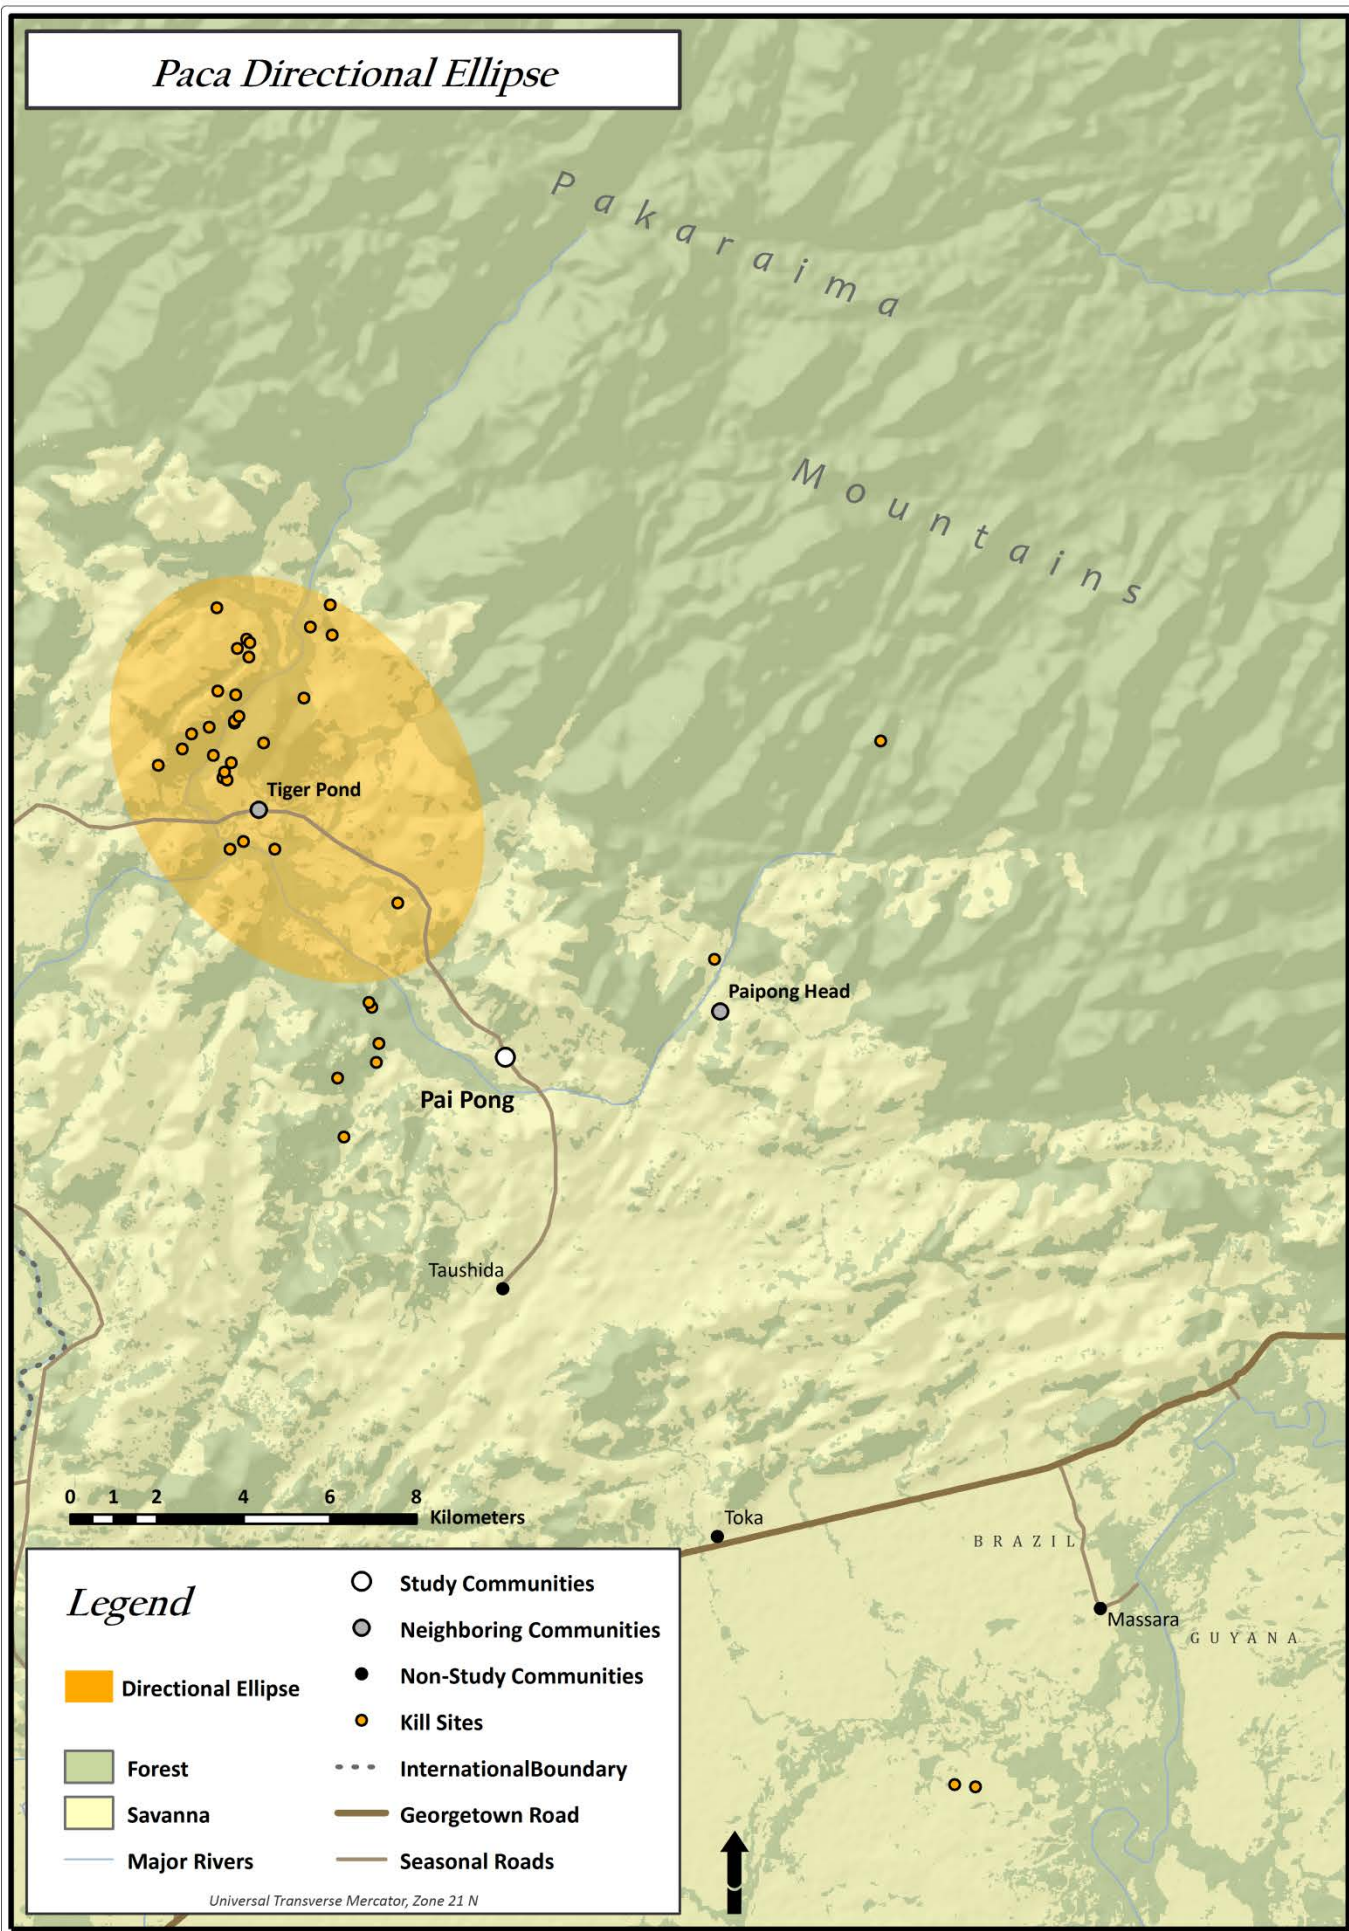 Paca Directional Ellipse
Pakaraima
Mountains
Tiger Pond
Paipong Head
Pai Pong
Taushida
0 1 2 4 6 8
Kilometers
Toka
BRAZIL
Massara
GUYANA
Legend
Directional Ellipse
Forest
Savanna
Major Rivers
Study Communities
Neighboring Communities
Non-Study Communities
Kill Sites
InternationalBoundary
Georgetown Road
Seasonal Roads
Universal Transverse Mercator, Zone 21 N